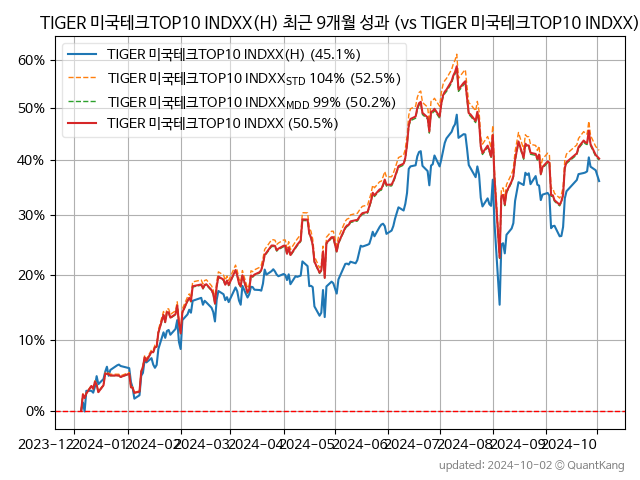 TIGER 미국테크TOP10 INDXX(H) 최근 9개월 성과 (vs TIGER 미국테크TOP10 INDXX)
TIGER 미국테크TOP10 INDXX(H) (45.1%)
TIGER 미국테크TOP10 INDXXSTD 104% (52.5%)
TIGER 미국테크TOP10 INDXXMDD 99% (50.2%)
TIGER 미국테크TOP10 INDXX (50.5%)
60%
50%
40%
30%
20%
10%
0%
2023-12 2024-01 2024-02 2024-03 2024-04 2024-05 2024-06 2024-07 2024-08 2024-09 2024-10
updated: 2024-10-02 © QuantKang